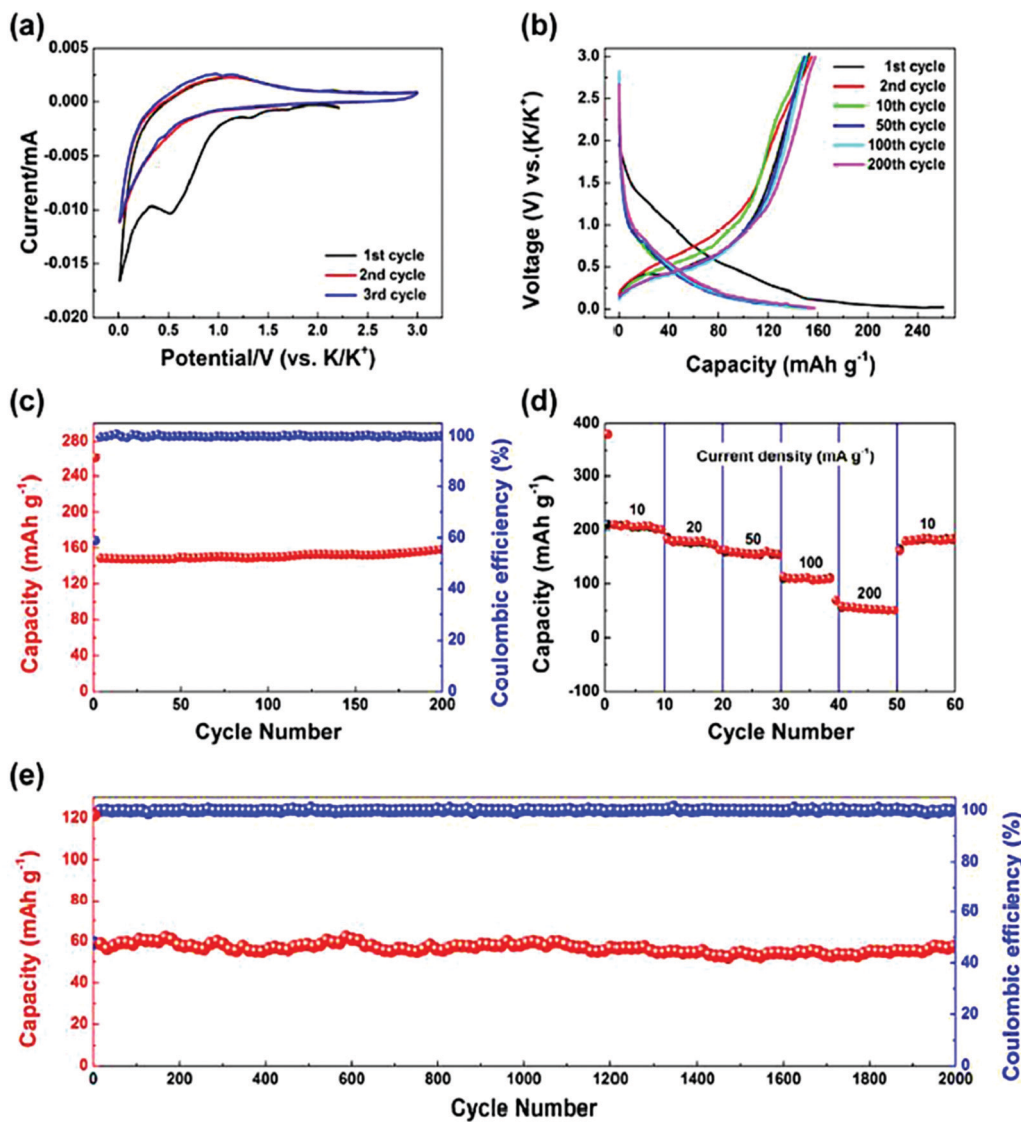 (a)
0.005
0.000
-0.005
-0.010
-0.015
-0.020
Current/mA
1st cycle
2nd cycle
3rd cycle
0.0 0.5 1.0 1.5 2.0 2.5 3.0
Potential/V (vs. K/K⁺)
(b)
3.0
2.5
2.0
1.5
1.0
0.5
0.0
Voltage (V) vs.(K/K⁺)
1st cycle
2nd cycle
10th cycle
50th cycle
100th cycle
200th cycle
0 40 80 120 160 200 240
Capacity (mAh g⁻¹)
(c)
280
240
200
160
120
80
40
0
Capacity (mAh g⁻¹)
100
80
60
40
20
0
Coulombic efficiency (%)
0 50 100 150 200
Cycle Number
(d)
400
300
200
100
0
-100
Capacity (mAh g⁻¹)
Current density (mA g⁻¹)
10
20
50
100
200
10
0 10 20 30 40 50 60
Cycle Number
(e)
120
100
80
60
40
20
0
Capacity (mAh g⁻¹)
100
80
60
40
20
0
Coulombic efficiency (%)
0 200 400 600 800 1000 1200 1400 1600 1800 2000
Cycle Number